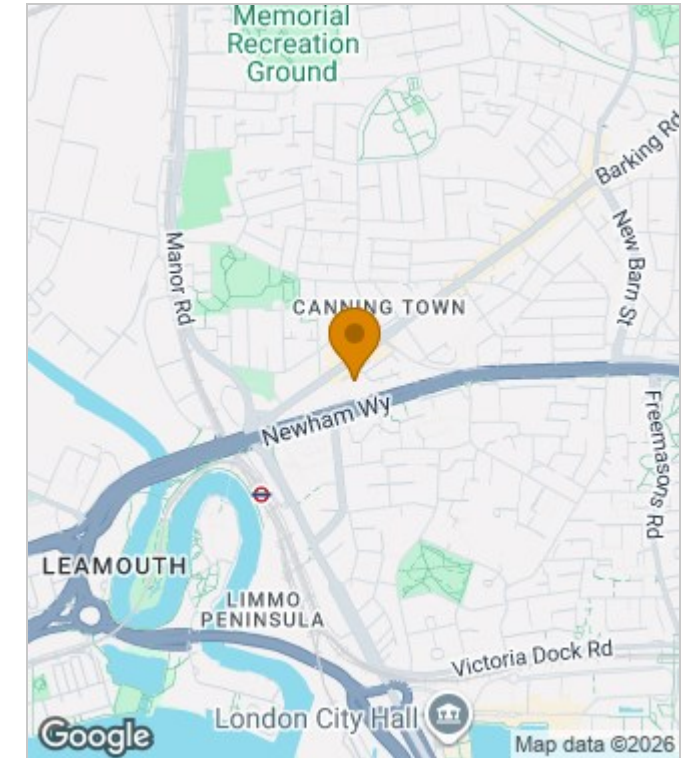 Memorial
Recreation
Ground
Barking Rd
New Barn St
Manor Rd
CANNING TOWN
Newham Wy
Freemasons Rd
LEAMOUTH
LIMMO
PENINSULA
Victoria Dock Rd
London City Hall
Google
Map data ©2026